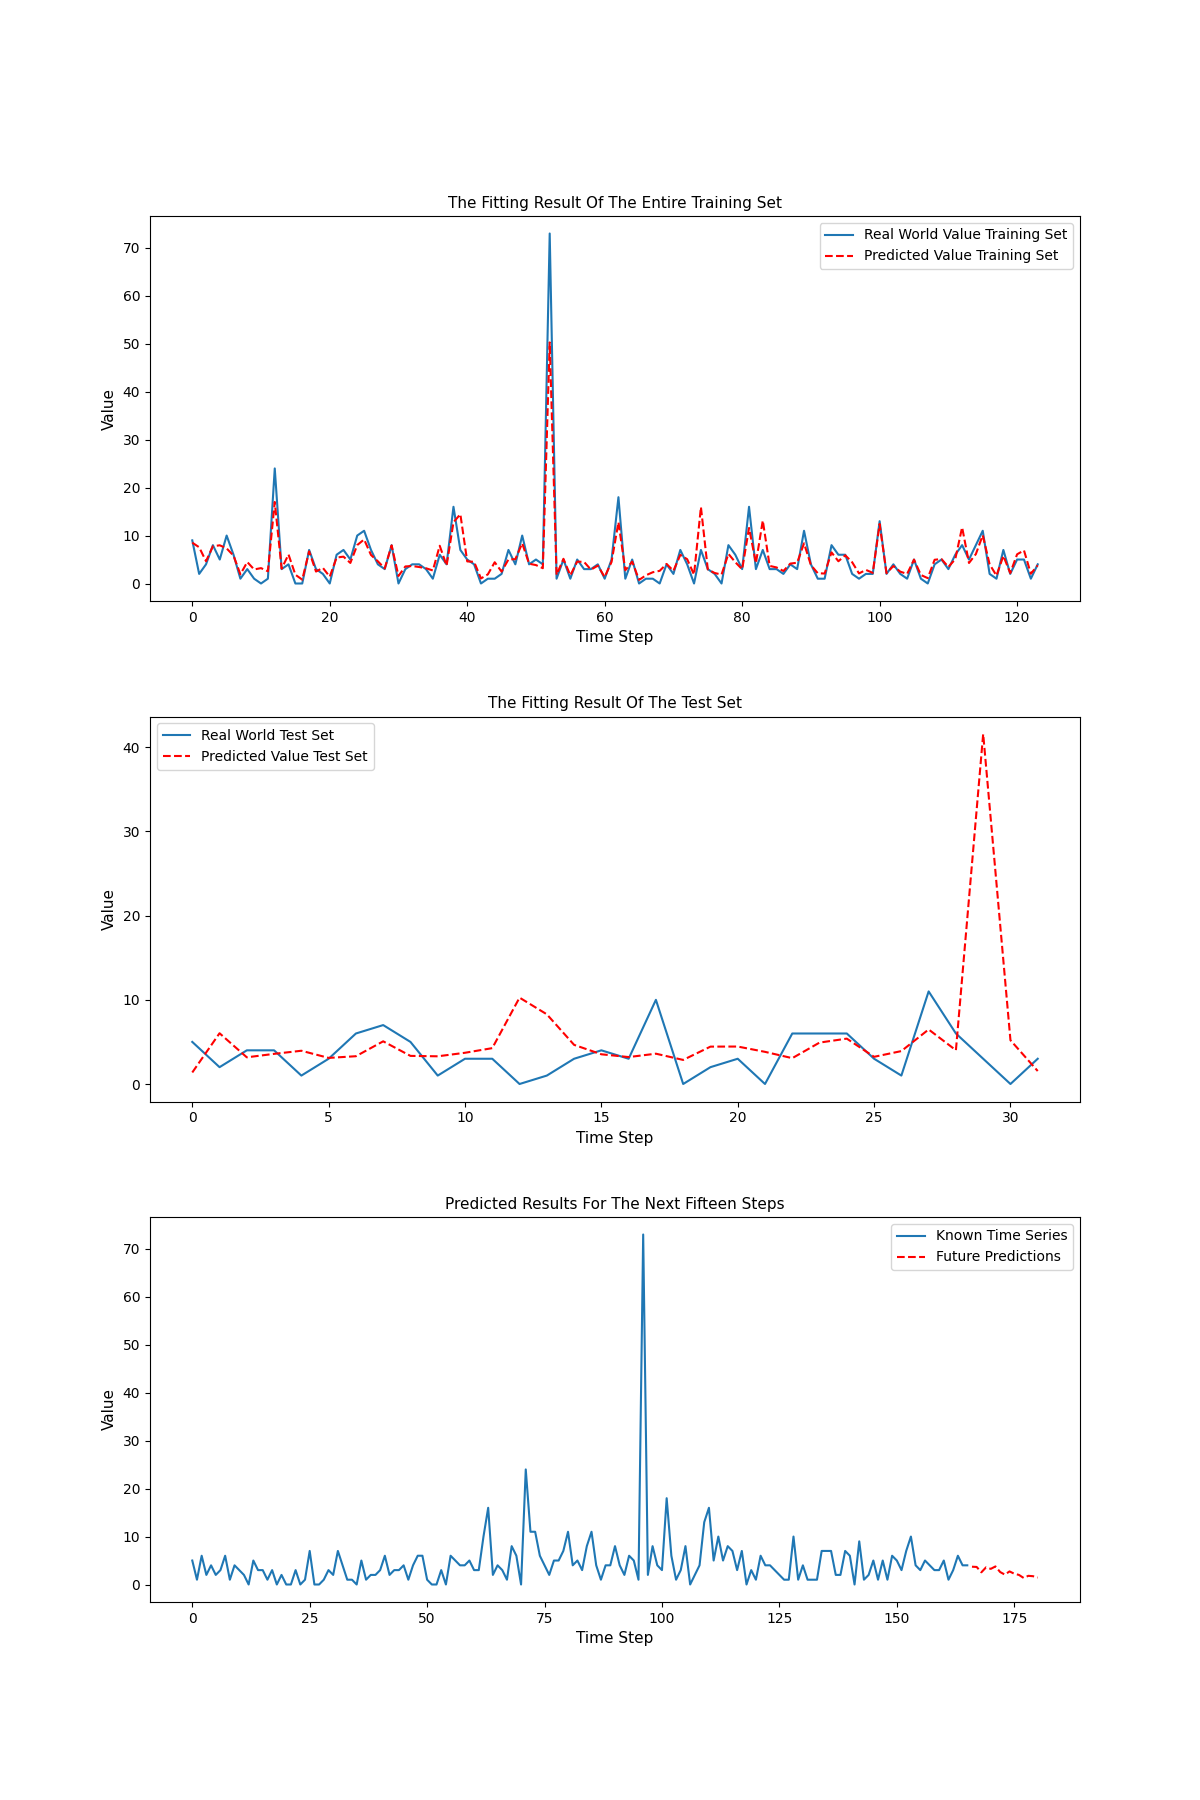 The Fitting Result Of The Entire Training Set
Real World Value Training Set
Predicted Value Training Set
Value
70
60
50
40
30
20
10
0
0 20 40 60 80 100 120
Time Step
The Fitting Result Of The Test Set
Real World Test Set
Predicted Value Test Set
Value
40
30
20
10
0
0 5 10 15 20 25 30
Time Step
Predicted Results For The Next Fifteen Steps
Known Time Series
Future Predictions
Value
70
60
50
40
30
20
10
0
0 25 50 75 100 125 150 175
Time Step